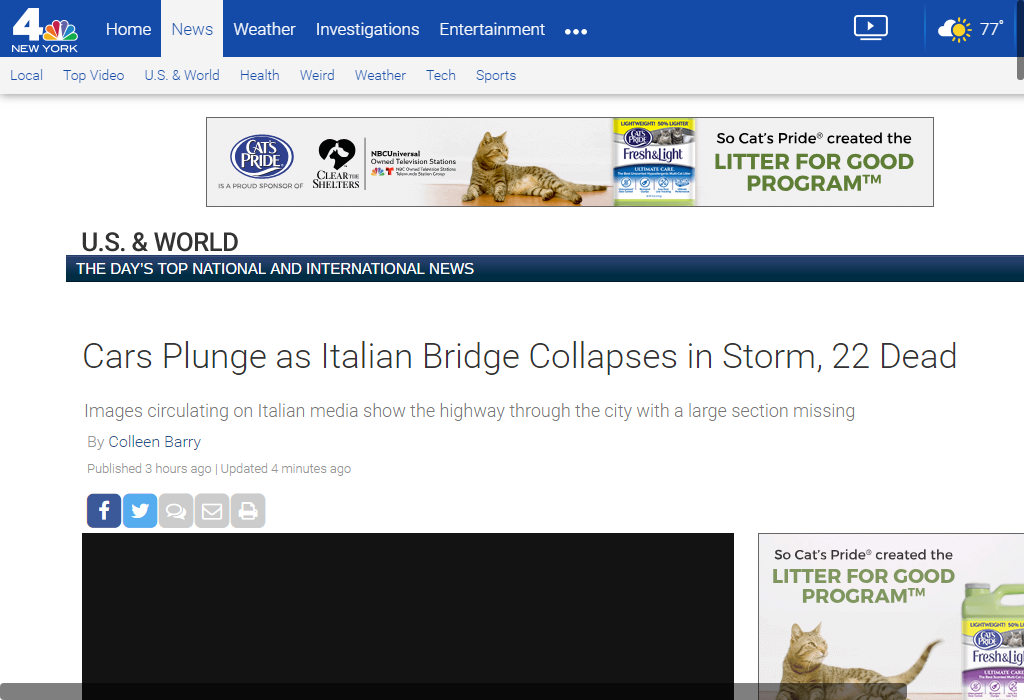 4
NEW YORK
Home
News
Weather
Investigations
Entertainment
77°
Local
Top Video
U.S. & World
Health
Weird
Weather
Tech
Sports
CAT'S PRIDE
IS A PROUD SPONSOR OF
CLEAR THE SHELTERS
NBCUniversal
Owned Television Stations
NBC Owned Television Stations
Telemundo Station Group
LIGHTWEIGHT! 50% LIGHTER
CAT'S PRIDE
Fresh&Light
ULTIMATE CARE
So Cat's Pride® created the
LITTER FOR GOOD
PROGRAM™
U.S. & WORLD
THE DAY'S TOP NATIONAL AND INTERNATIONAL NEWS
Cars Plunge as Italian Bridge Collapses in Storm, 22 Dead
Images circulating on Italian media show the highway through the city with a large section missing
By Colleen Barry
Published 3 hours ago | Updated 4 minutes ago
So Cat's Pride® created the
LITTER FOR GOOD
PROGRAM™
LIGHTWEIGHT! 50% L
CAT'S PRIDE
Fresh&Lig
ULTIMATE CA